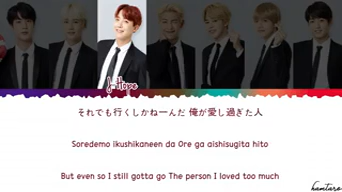 J-Hope
それでも行くしかねーんだ 俺が愛し過ぎた人
Soredemo ikushikaneen da Ore ga aishisugita hito
But even so I still gotta go The person I loved too much
hamtaro